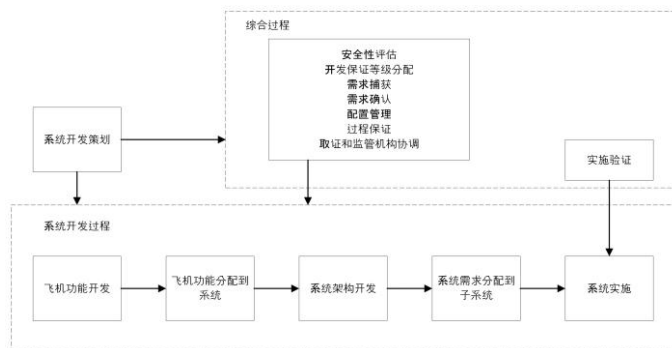 综合过程
安全性评估
开发保证等级分配
需求捕获
需求确认
配置管理
过程保证
取证和监管机构协调
系统开发策划
实施验证
系统开发过程
飞机功能开发
飞机功能分配到
系统
系统架构开发
系统需求分配到
子系统
系统实施